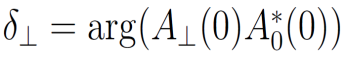 δ⊥ = arg(A⊥(0)A₀*(0))